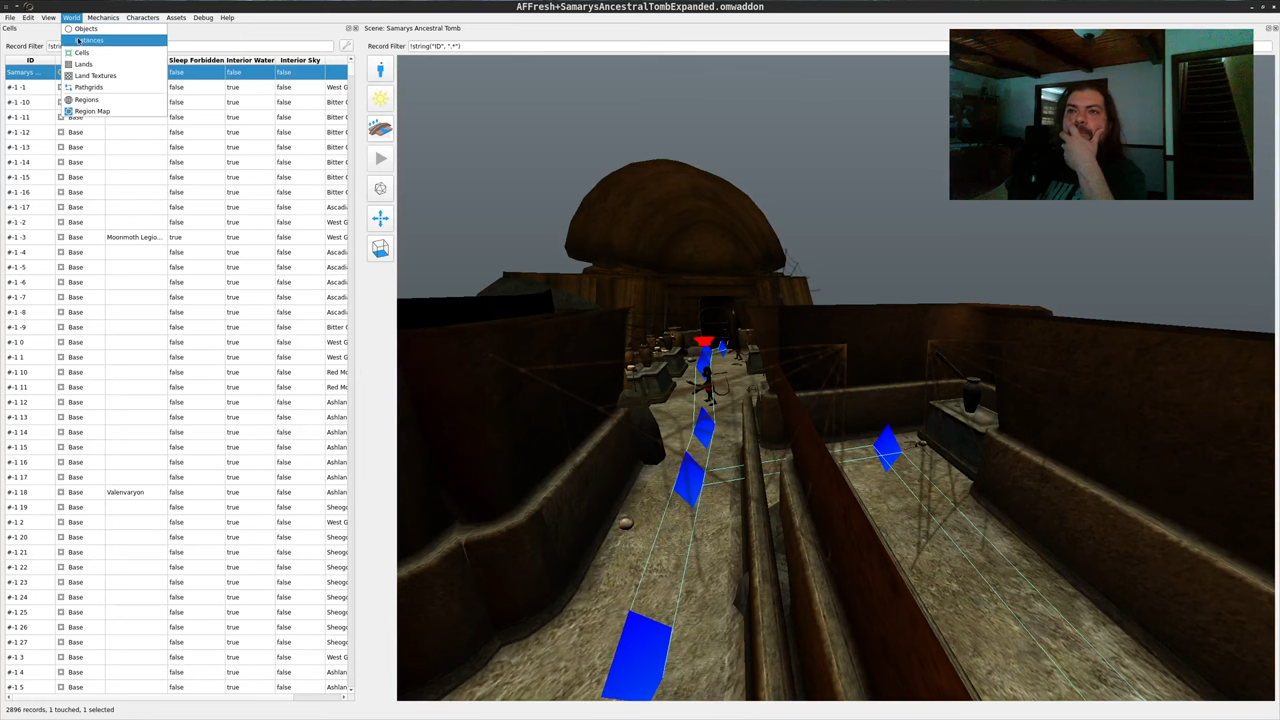 AFFresh+SamarysAncestralTombExpanded.omwaddon
File Edit View World Mechanics Characters Assets Debug Help
Cells
Scene: Samarys Ancestral Tomb
Objects
Record Filter
Record Filter !string("ID", ".*")
Cells
Lands
Land Textures
Pathgrids
Regions
Region Map
ID Sleep Forbidden Interior Water Interior Sky
Samarys ... false false false
#-1 -1 false true false West G
#-1 -10 false true false Bitter C
#-1 -11 Base false true false Bitter C
#-1 -12 Base false true false Bitter C
#-1 -13 Base false true false Bitter C
#-1 -14 Base false true false Bitter C
#-1 -15 Base false true false Bitter C
#-1 -16 Base false true false Bitter C
#-1 -17 Base false true false Ascadi
#-1 -2 Base false true false West G
#-1 -3 Base Moonmoth Legio... true true false West G
#-1 -4 Base false true false Ascadi
#-1 -5 Base false true false Ascadi
#-1 -6 Base false true false Ascadi
#-1 -7 Base false true false Ascadi
#-1 -8 Base false true false Ascadi
#-1 -9 Base false true false Bitter C
#-1 0 Base false true false West G
#-1 1 Base false true false West G
#-1 10 Base false true false Red Mo
#-1 11 Base false true false Red Mo
#-1 12 Base false true false Ashlan
#-1 13 Base false true false Ashlan
#-1 14 Base false true false Ashlan
#-1 15 Base false true false Ashlan
#-1 16 Base false true false Ashlan
#-1 17 Base false true false Ashlan
#-1 18 Base Valenvaryon false true false Ashlan
#-1 19 Base false true false Sheogo
#-1 2 Base false true false West G
#-1 20 Base false true false Sheogo
#-1 21 Base false true false Sheogo
#-1 22 Base false true false Sheogo
#-1 23 Base false true false Sheogo
#-1 24 Base false true false Sheogo
#-1 25 Base false true false Sheogo
#-1 26 Base false true false Sheogo
#-1 27 Base false true false Sheogo
#-1 3 Base false true false West G
#-1 4 Base false true false Ashlan
#-1 5 Base false true false Ashlan
2896 records, 1 touched, 1 selected